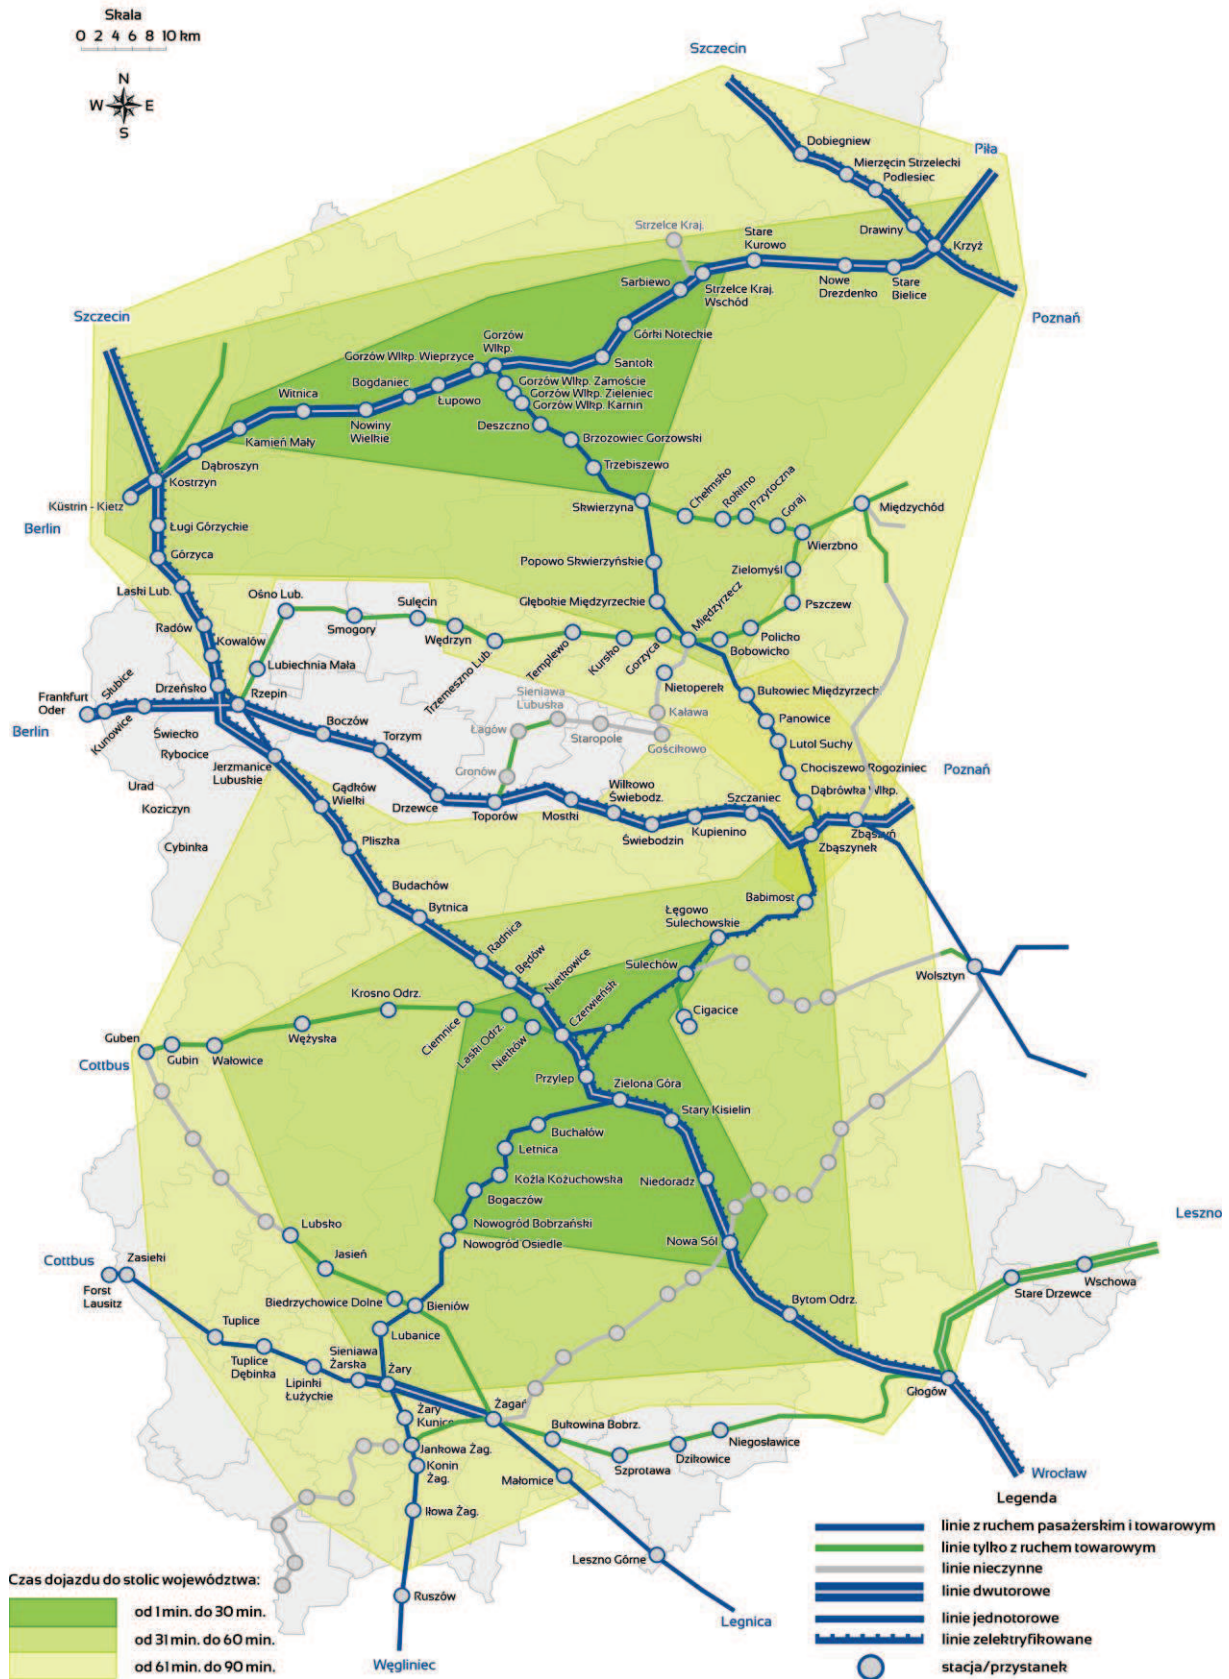 Skala
0 2 4 6 8 10 km
N
W E
S
Szczecin
Dobiegniew
Mierzęcin Strzelecki
Podlesiec
Piła
Drawiny
Krzyż
Strzelce Kraj.
Stare
Kurowo
Sarbiewo
Strzelce Kraj.
Wschód
Nowe
Drezdenko
Stare
Bielice
Poznań
Szczecin
Górki Noteckie
Gorzów
Wlkp.
Gorzów Wlkp. Wieprzyce
Santok
Bogdaniec
Gorzów Wlkp. Zamoście
Gorzów Wlkp. Zieleniec
Gorzów Wlkp. Karnin
Witnica
Łupowo
Nowiny
Wielkie
Deszczno
Kamień Mały
Brzozowiec Gorzowski
Dąbroszyn
Trzebiszewo
Kostrzyn
Küstrin - Kietz
Skwierzyna
Chełmsko
Rokitno
Przytoczna
Goraj
Międzychód
Berlin
Ługi Górzyckie
Wierzbno
Górzyca
Popowo Skwierzyńskie
Zielomyśl
Laski Lub.
Głębokie Międzyrzeckie
Pszczew
Ośno Lub.
Sulęcin
Radów
Smogory
Wędrzyn
Międzyrzecz
Policko
Kowalów
Trzemeszno Lub.
Templewo
Kursko
Gorzyca
Bobowicko
Lubiechnia Mała
Nietoperek
Drzeńsko
Rzepin
Bukowiec Międzyrzeck
Frankfurt
Oder
Słubice
Kunowice
Sieniawa
Lubuska
Kaława
Panowice
Berlin
Świecko
Boczów
Łagów
Staropole
Gościkowo
Lutol Suchy
Rybocice
Torzym
Jerzmanice
Lubuskie
Gronów
Chociszewo Rogoziniec
Poznań
Urad
Gądków
Wielki
Wilkowo
Świebodz.
Szczaniec
Dąbrówka Wlkp.
Koziczyn
Drzewce
Toporów
Mostki
Świebodzin
Kupienino
Zbąszyń
Zbąszynek
Cybinka
Pliszka
Budachów
Bytnica
Babimost
Łęgowo
Sulechowskie
Radnica
Będów
Nietkowice
Sulechów
Wolsztyn
Krosno Odrz.
Czerwieńsk
Cigacice
Guben
Wężyska
Ciemnice
Laski Odrz.
Nietków
Cottbus
Gubin
Wałowice
Przylep
Zielona Góra
Stary Kisielin
Buchałów
Letnica
Koźla Kożuchowska
Niedoradz
Bogaczów
Leszno
Lubsko
Nowogród Bobrzański
Nowogród Osiedle
Nowa Sól
Cottbus
Zasieki
Jasień
Forst
Lausitz
Wschowa
Stare Drzewce
Biedrzychowice Dolne
Bieniów
Bytom Odrz.
Tuplice
Lubanice
Tuplice
Dębinka
Sieniawa
Żarska
Żary
Lipinki
Łużyckie
Głogów
Żary
Kunice
Żagań
Bukowina Bobrz.
Jankowa Żag.
Niegosławice
Konin
Żag.
Szprotawa
Dzikowice
Małomice
Wrocław
Iłowa Żag.
Leszno Górne
Ruszów
Legnica
Węgliniec
Czas dojazdu do stolic województwa:
od 1 min. do 30 min.
od 31 min. do 60 min.
od 61 min. do 90 min.
Legenda
linie z ruchem pasażerskim i towarowym
linie tylko z ruchem towarowym
linie nieczynne
linie dwutorowe
linie jednotorowe
linie zelektryfikowane
stacja/przystanek